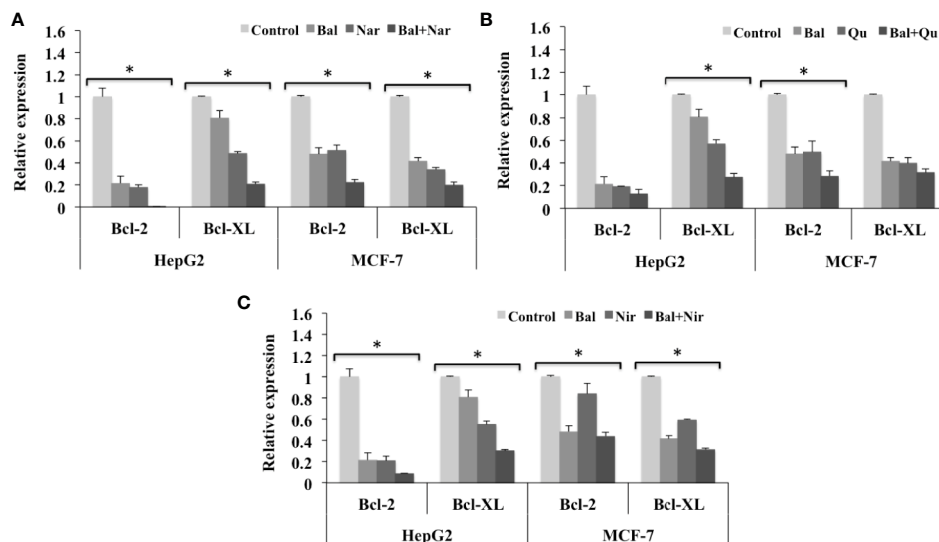 A
Control Bal Nar Bal+Nar
Relative expression
1.6
1.4
1.2
1
0.8
0.6
0.4
0.2
0
* * * *
Bcl-2 Bcl-XL Bcl-2 Bcl-XL
HepG2 MCF-7
B
Control Bal Qu Bal+Qu
Relative expression
1.6
1.4
1.2
1
0.8
0.6
0.4
0.2
0
* *
Bcl-2 Bcl-XL Bcl-2 Bcl-XL
HepG2 MCF-7
C
Control Bal Nir Bal+Nir
Relative expression
1.6
1.4
1.2
1
0.8
0.6
0.4
0.2
0
* * * *
Bcl-2 Bcl-XL Bcl-2 Bcl-XL
HepG2 MCF-7